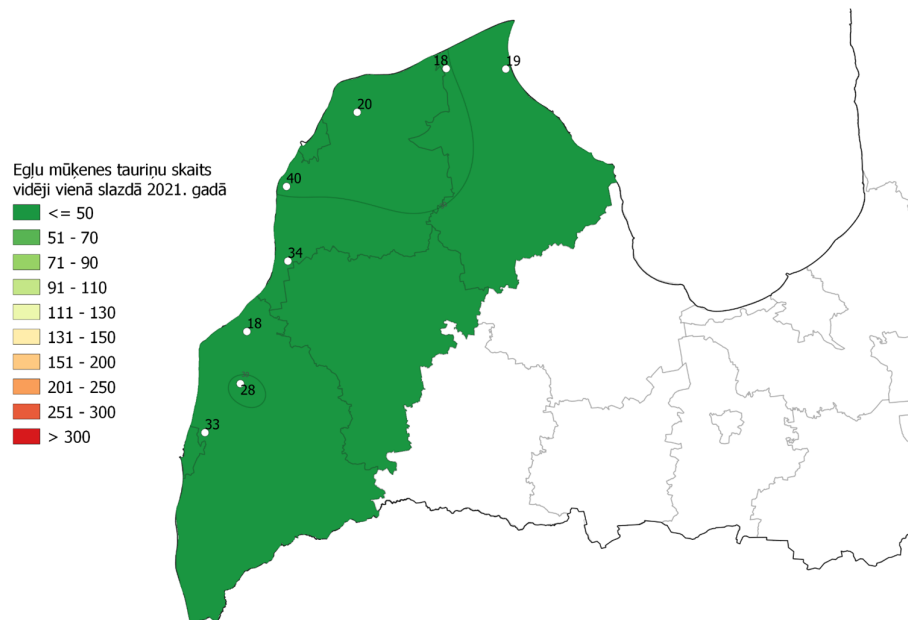 18
19
20
40
34
18
28
33
Egļu mūķenes tauriņu skaits
vidēji vienā slazdā 2021. gadā
<= 50
51 - 70
71 - 90
91 - 110
111 - 130
131 - 150
151 - 200
201 - 250
251 - 300
> 300